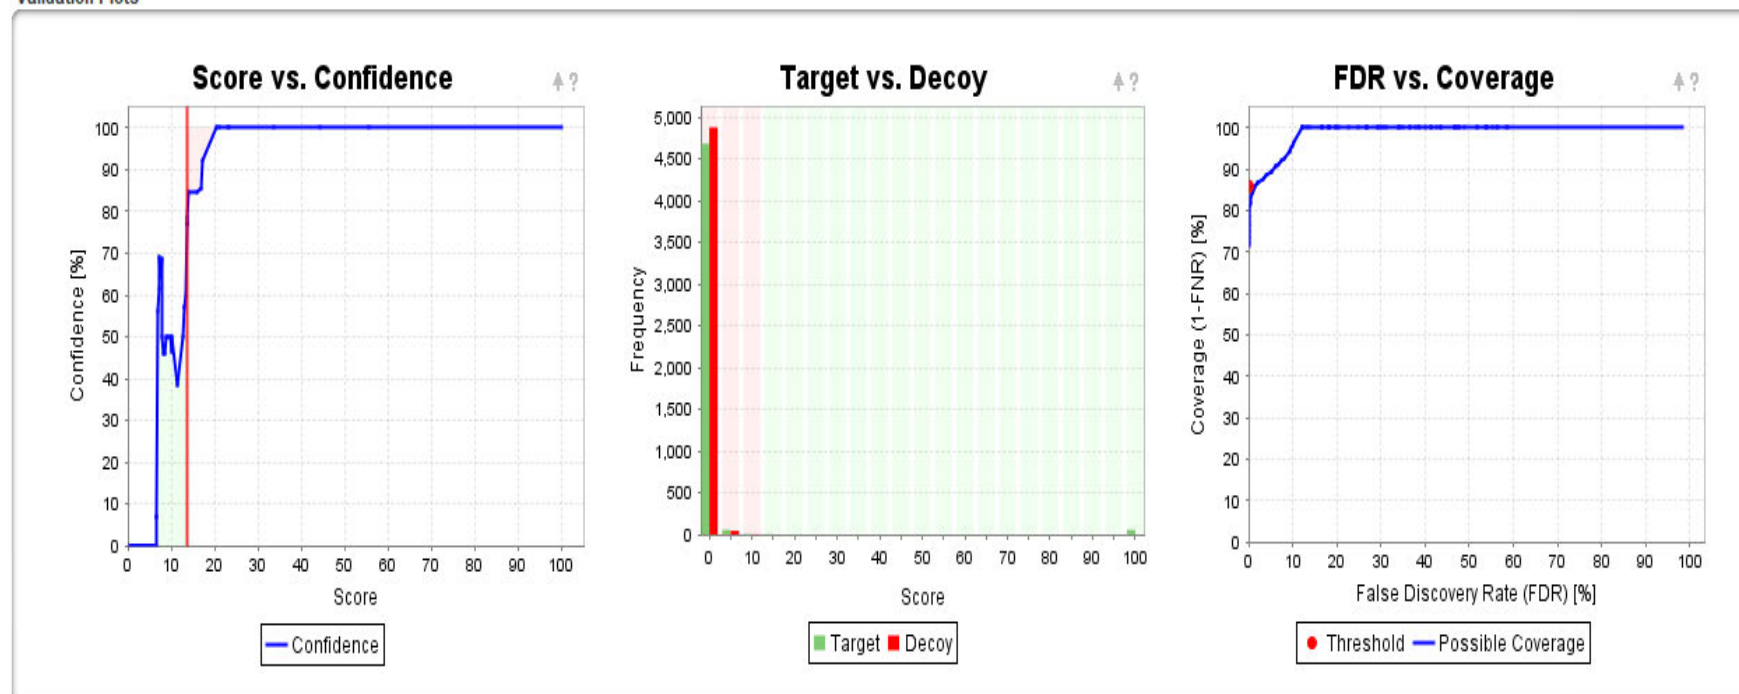 Validation Plots
Score vs. Confidence
?
100
90
80
70
60
50
40
30
20
10
0
Confidence [%]
0 10 20 30 40 50 60 70 80 90 100
Score
Confidence
Target vs. Decoy
?
5,000
4,500
4,000
3,500
3,000
2,500
2,000
1,500
1,000
500
0
Frequency
0 10 20 30 40 50 60 70 80 90 100
Score
Target Decoy
FDR vs. Coverage
?
100
90
80
70
60
50
40
30
20
10
0
Coverage (1-FNR) [%]
0 10 20 30 40 50 60 70 80 90 100
False Discovery Rate (FDR) [%]
Threshold Possible Coverage